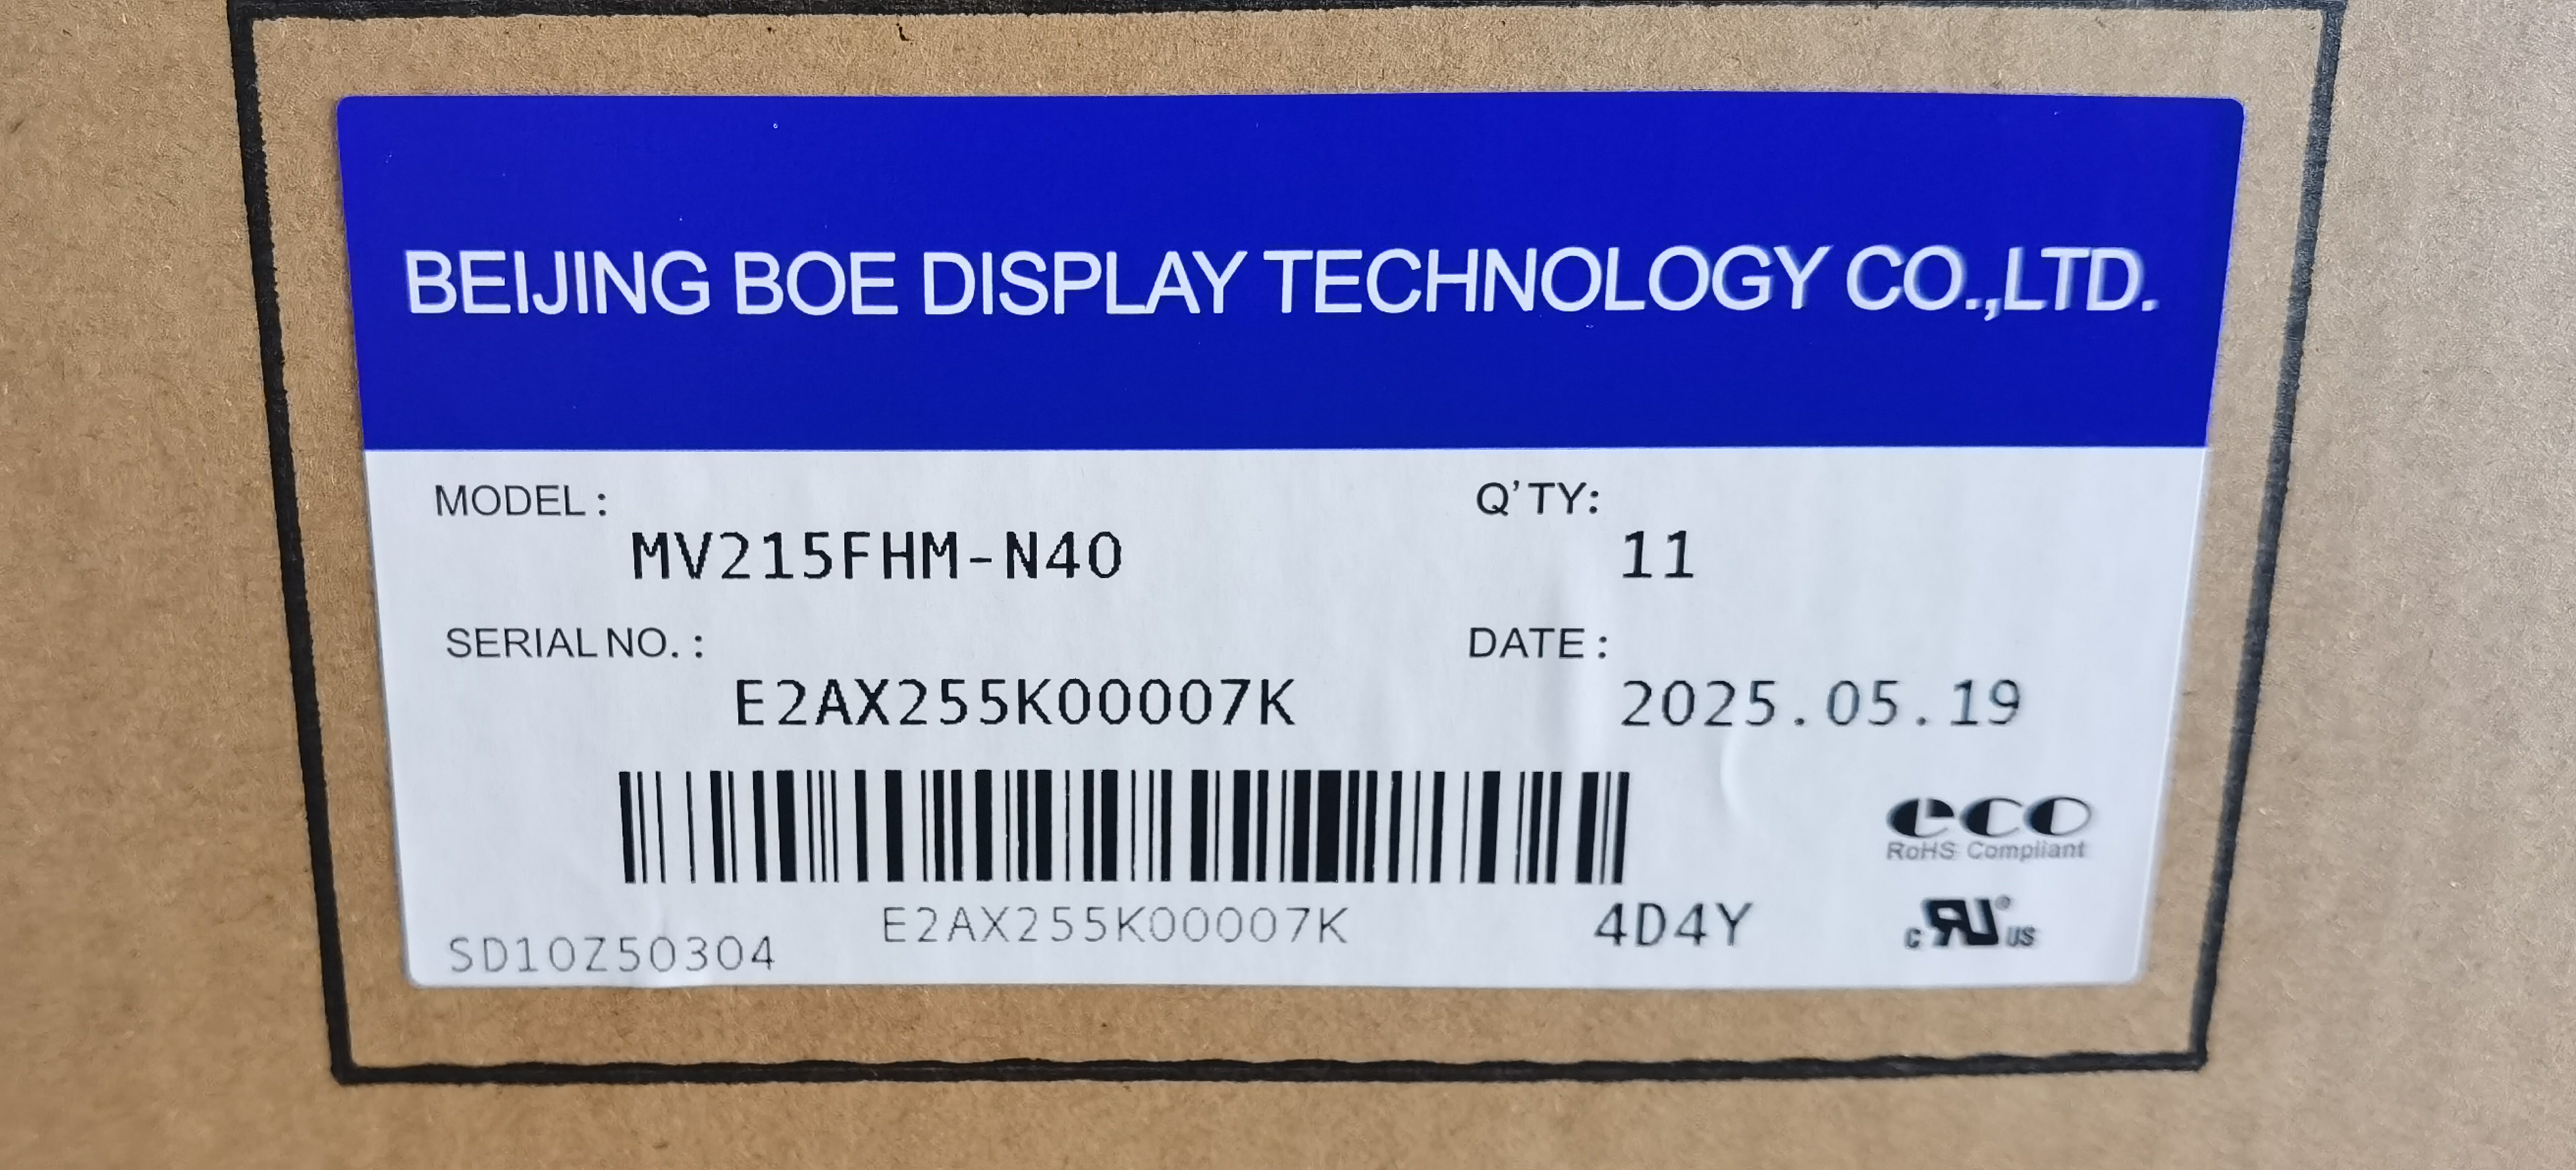 BEIJING BOE DISPLAY TECHNOLOGY CO.,LTD.
MODEL: Q'TY:
MV215FHM-N40 11
SERIAL NO.: DATE:
E2AX255K00007K 2025.05.19
eco
RoHS Compliant
E2AX255K00007K 4D4Y
SD10Z50304
c RU ® US